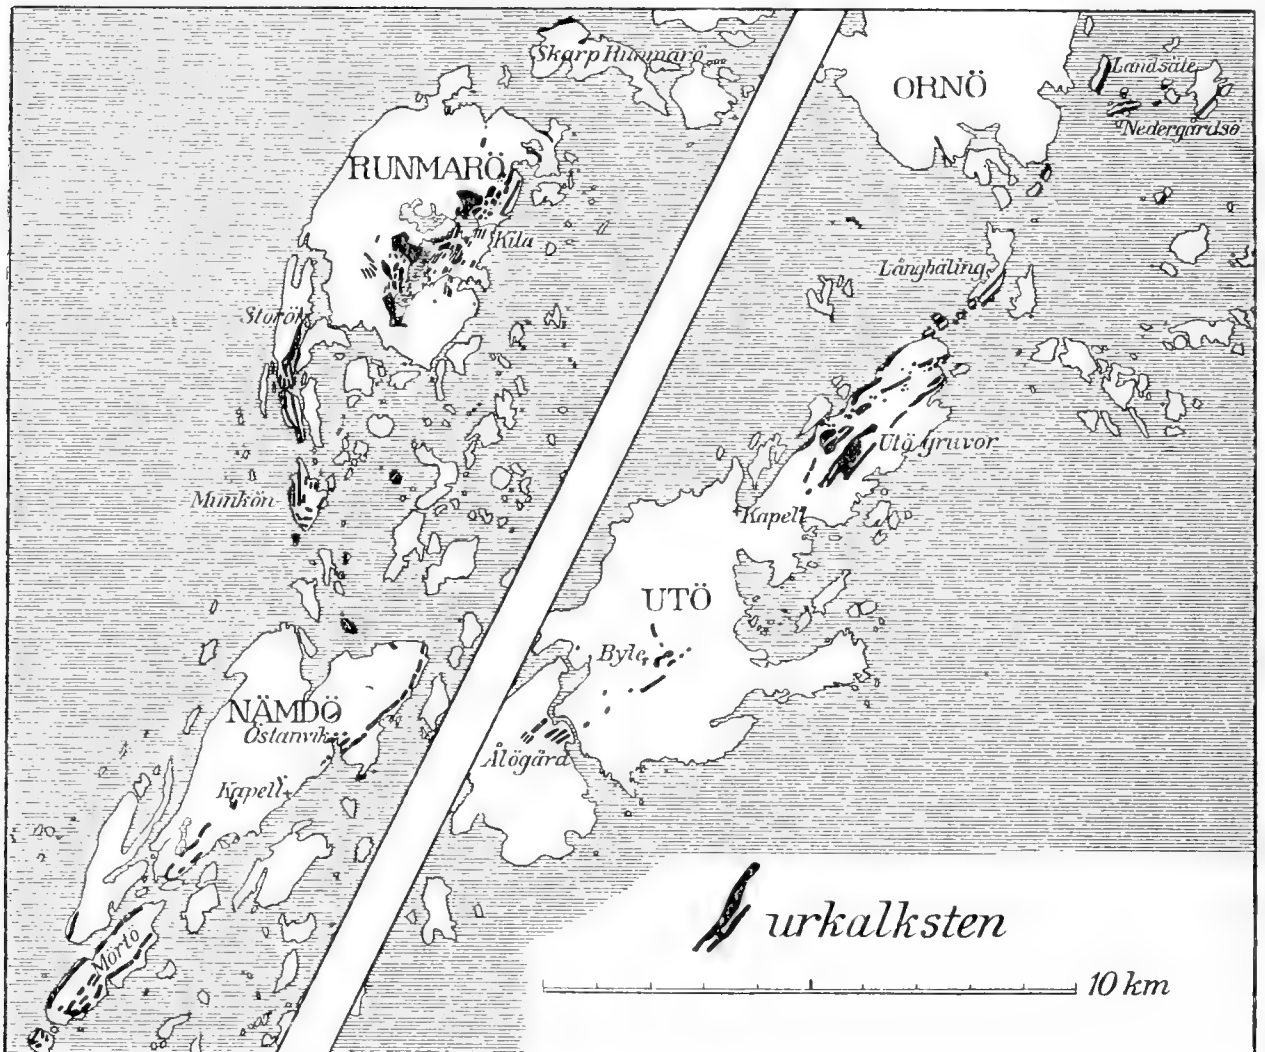 Skarp Runmarö
ORNÖ
Landsåte
Nedergårdsö
RUNMARÖ
Kila
Långhäling
Storön
Utö gruvor
Munkön
Kapell
UTÖ
Byle
NÄMDÖ
Östanvik
Ålögård
Kapell
urkalksten
Mörtö
10 km